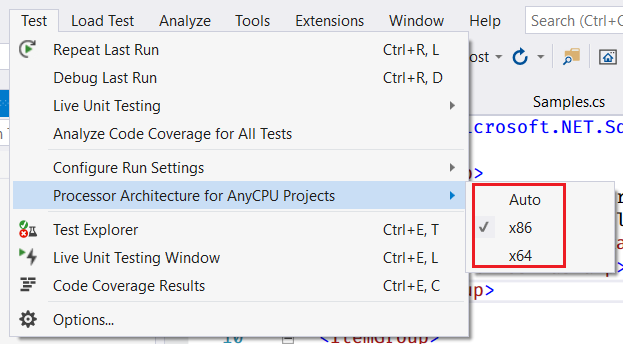 Test Load Test Analyze Tools Extensions Window Help Search (Ctrl+
Repeat Last Run Ctrl+R, L
Debug Last Run Ctrl+R, D
Live Unit Testing
Analyze Code Coverage for All Tests
Configure Run Settings
Processor Architecture for AnyCPU Projects
Test Explorer Ctrl+E, T
Live Unit Testing Window Ctrl+E, L
Code Coverage Results Ctrl+E, C
Options...
ost
Samples.cs
icrosoft.NET.Sd
Auto
x86
x64
up>
10 <ItemGroup>